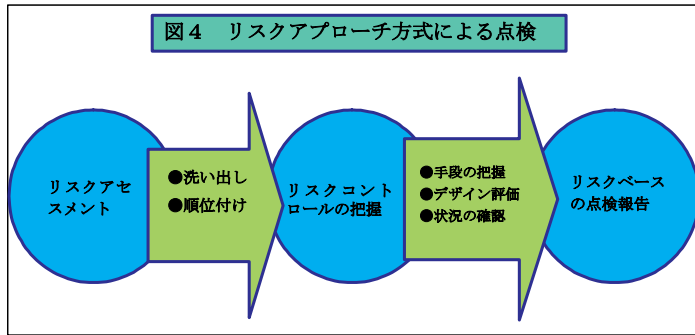 図4　リスクアプローチ方式による点検
リスクアセ
スメント
●洗い出し
●順位付け
リスクコント
ロールの把握
●手段の把握
●デザイン評価
●状況の確認
リスクベース
の点検報告